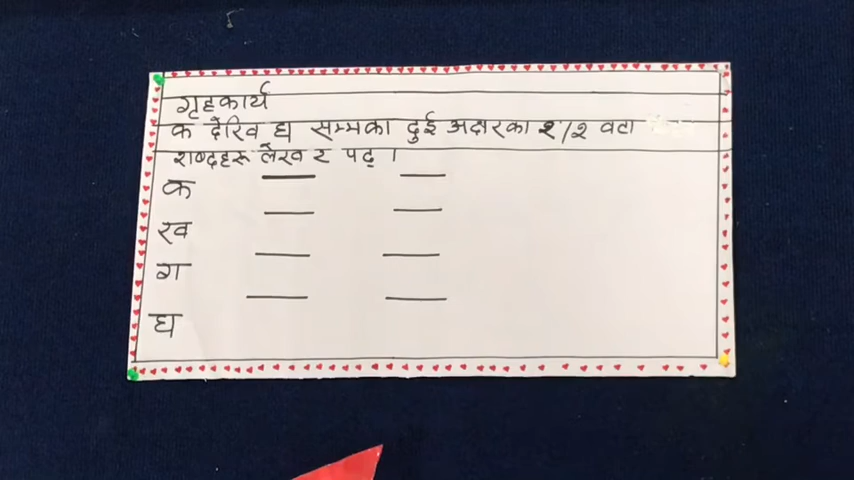 गृहकार्य
क देखि घ सम्मका दुई अक्षरका २/२ वटा
शब्दहरू लेख र पढ ।
क
ख
ग
घ